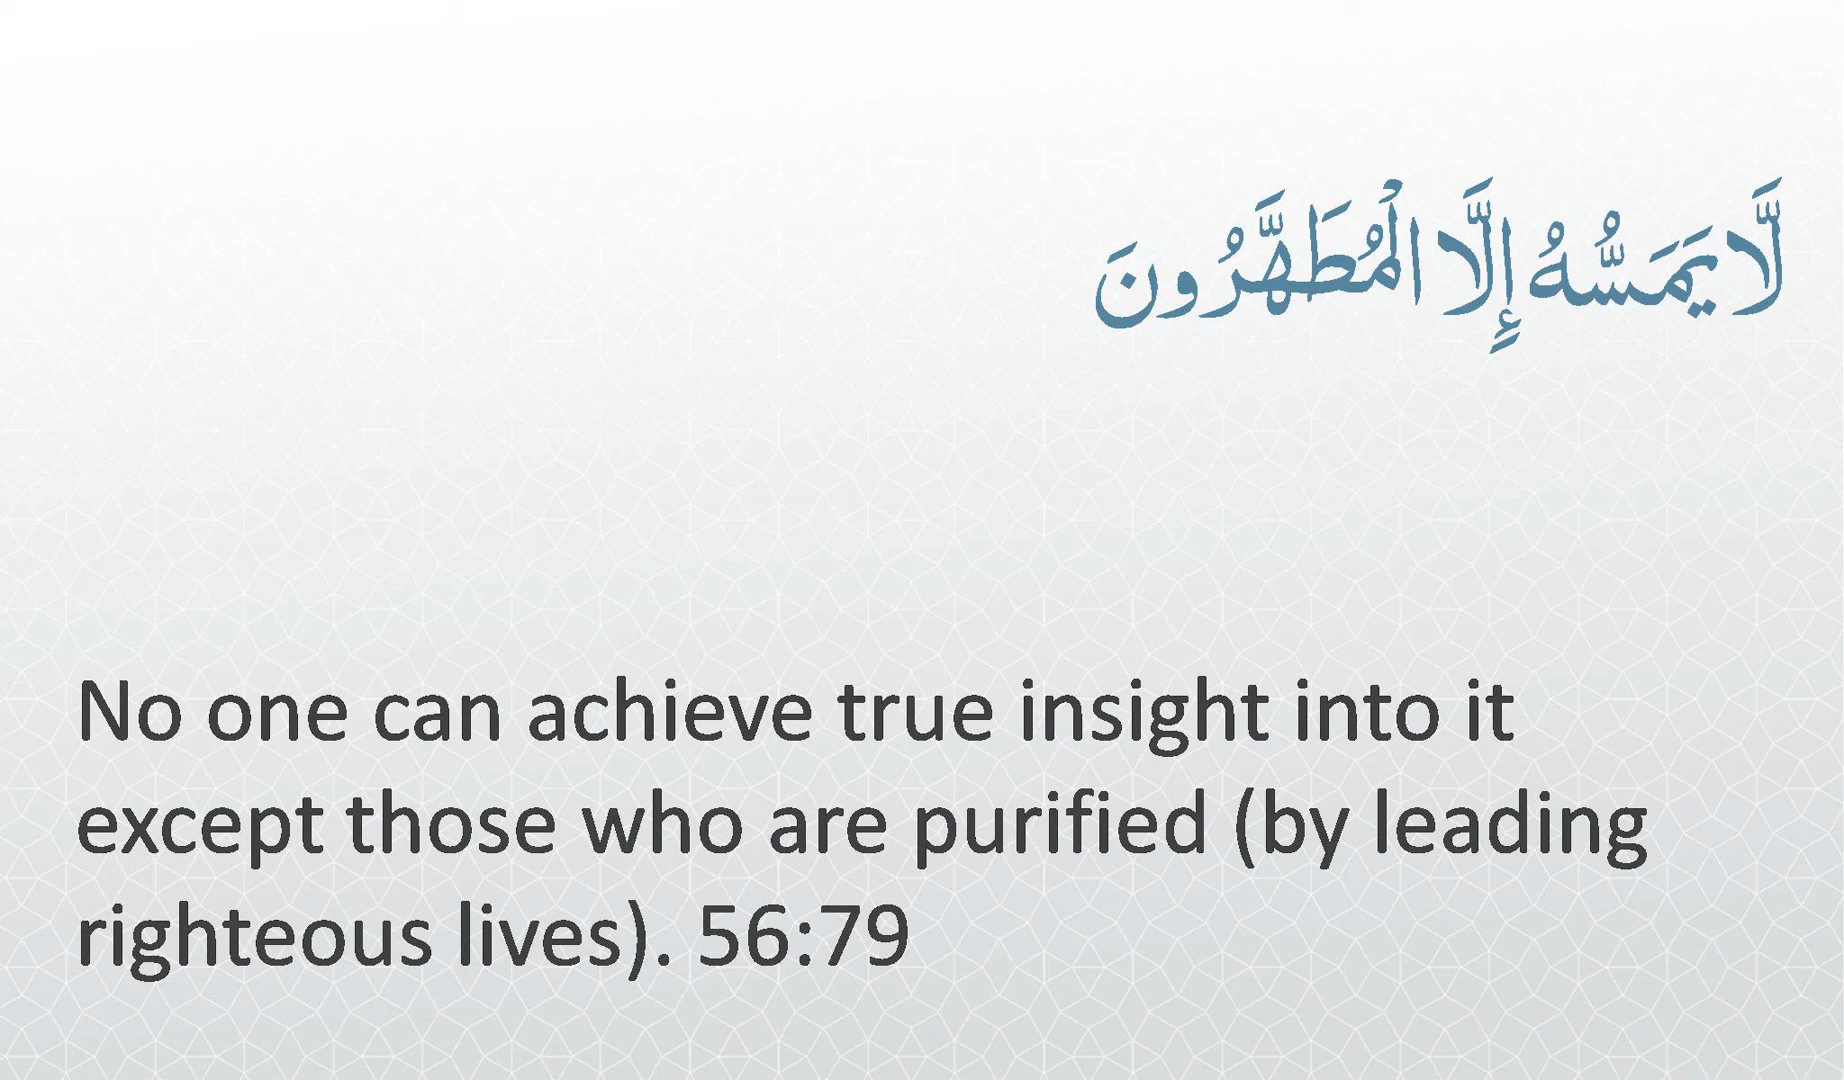 لَّا يَمَسُّهُ إِلَّا الْمُطَهَّرُونَ
No one can achieve true insight into it
except those who are purified (by leading
righteous lives). 56:79